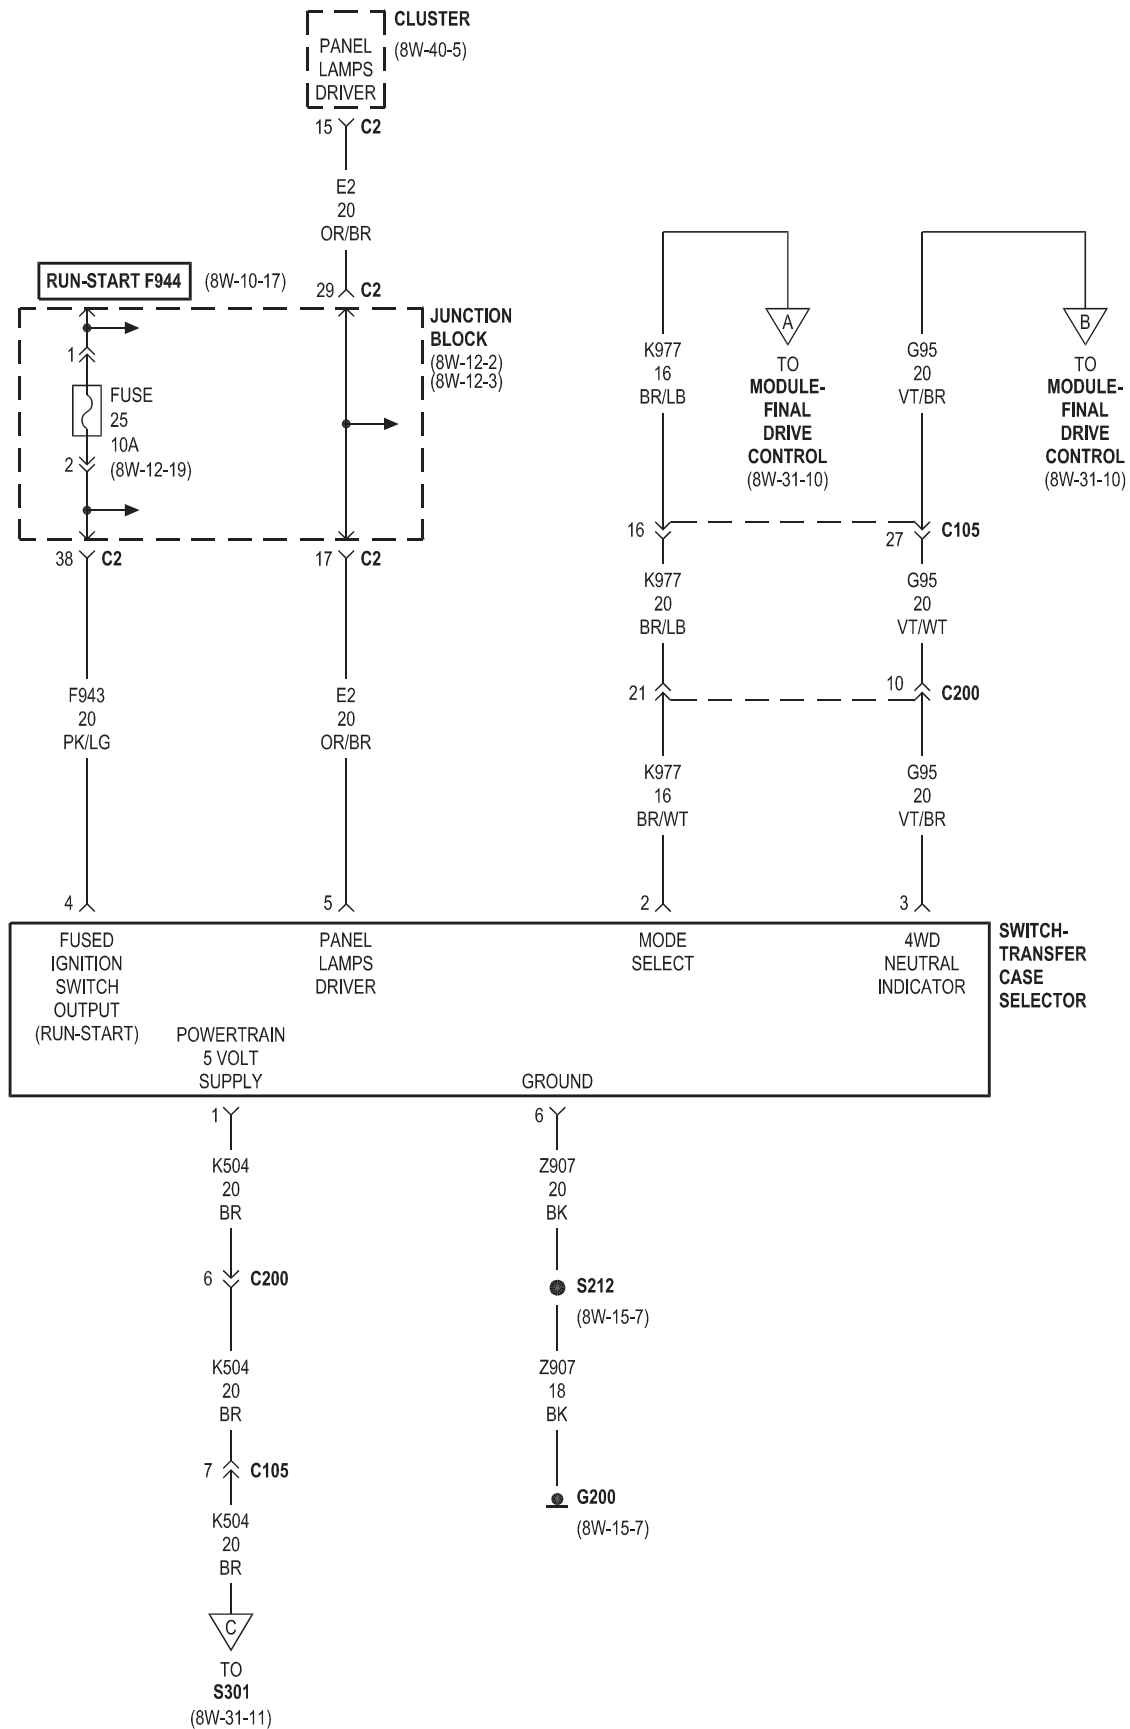 CLUSTER
(8W-40-5)
PANEL
LAMPS
DRIVER
15 C2
E2
20
OR/BR
RUN-START F944 (8W-10-17)
29 C2
JUNCTION
BLOCK
(8W-12-2)
(8W-12-3)
1
FUSE
25
10A
(8W-12-19)
2
38 C2
17 C2
K977
16
BR/LB
A
TO
MODULE-
FINAL
DRIVE
CONTROL
(8W-31-10)
G95
20
VT/BR
B
TO
MODULE-
FINAL
DRIVE
CONTROL
(8W-31-10)
16
27
C105
K977
20
BR/LB
G95
20
VT/WT
21
10
C200
F943
20
PK/LG
E2
20
OR/BR
K977
16
BR/WT
G95
20
VT/BR
4
5
2
3
FUSED
IGNITION
SWITCH
OUTPUT
(RUN-START)
PANEL
LAMPS
DRIVER
MODE
SELECT
4WD
NEUTRAL
INDICATOR
SWITCH-
TRANSFER
CASE
SELECTOR
POWERTRAIN
5 VOLT
SUPPLY
GROUND
1
6
K504
20
BR
Z907
20
BK
6 C200
S212
(8W-15-7)
K504
20
BR
Z907
18
BK
7 C105
G200
(8W-15-7)
K504
20
BR
C
TO
S301
(8W-31-11)